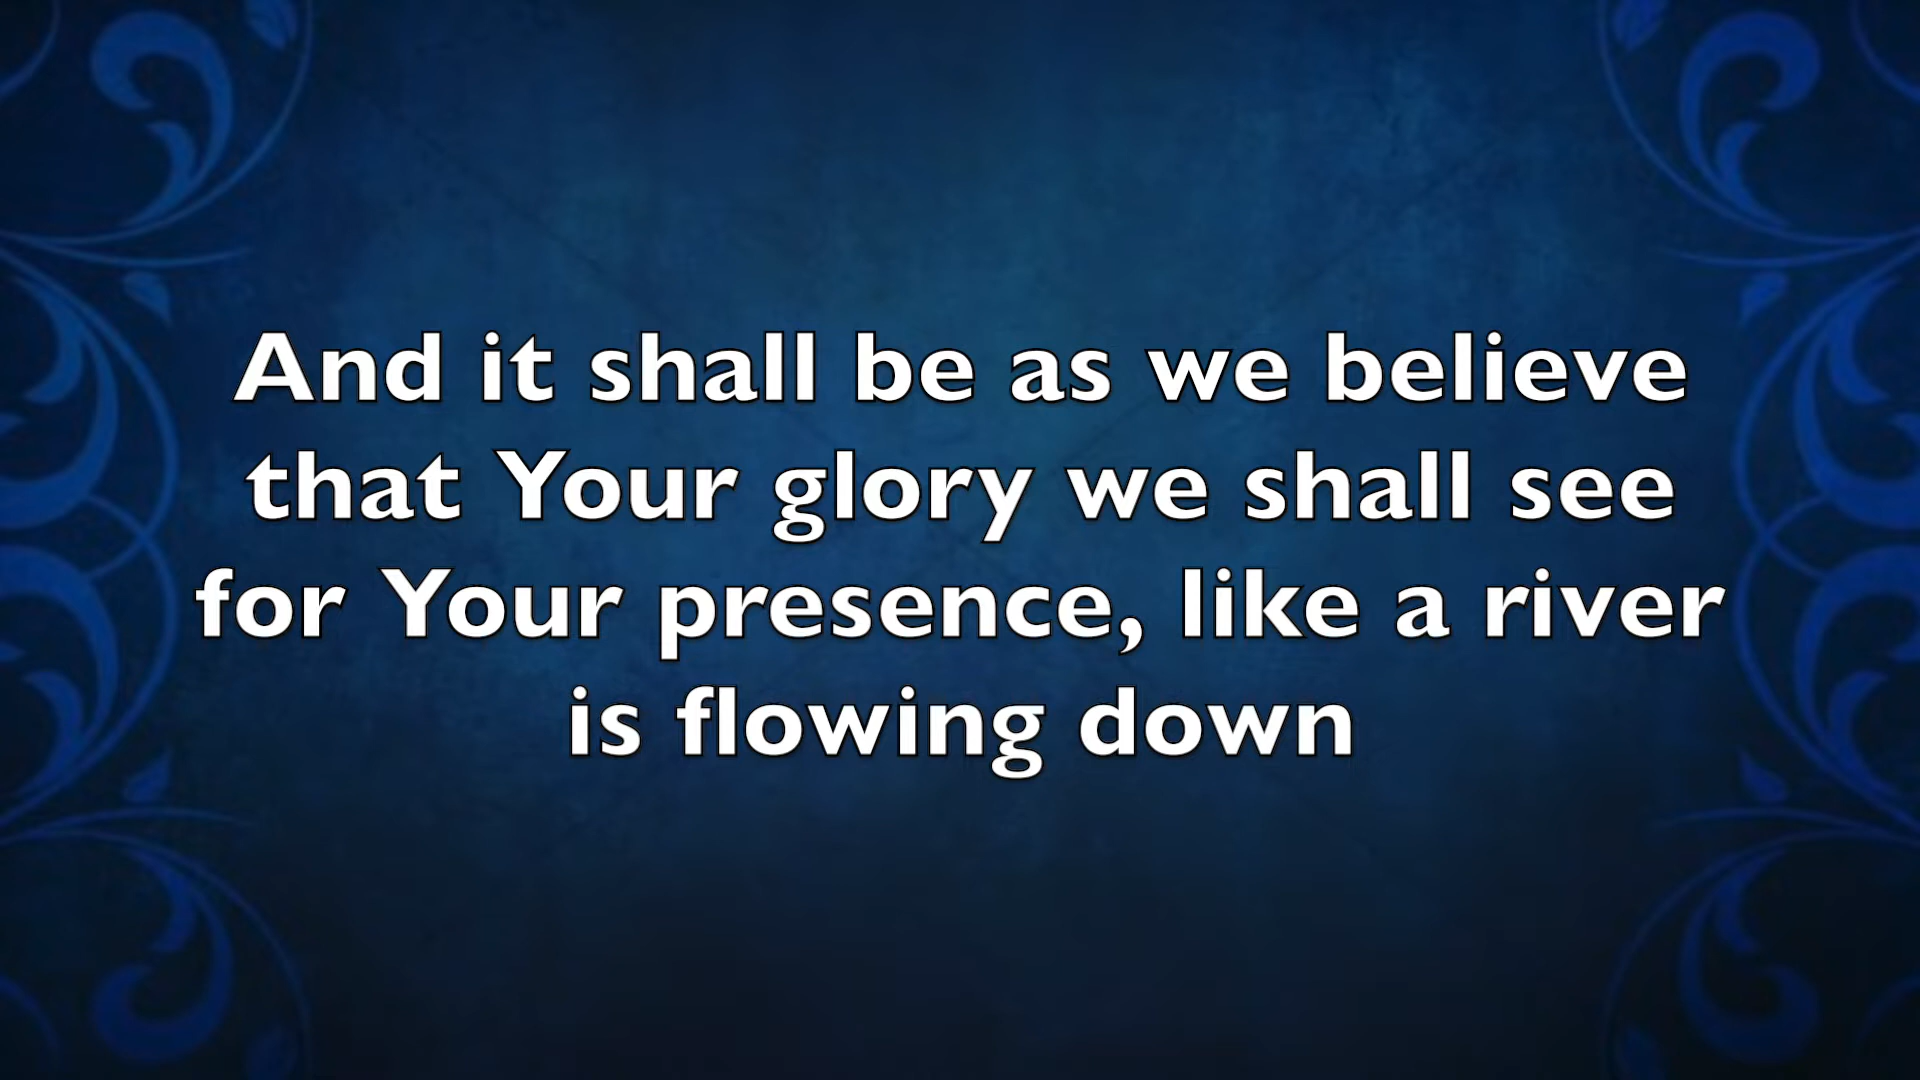 And it shall be as we believe
that Your glory we shall see
for Your presence, like a river
is flowing down